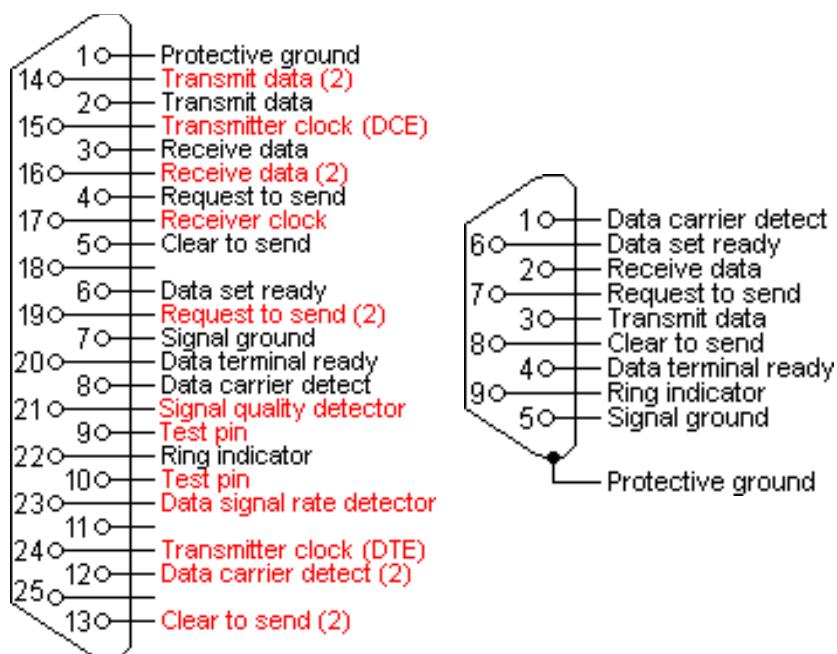 1 Protective ground
14 Transmit data (2)
2 Transmit data
15 Transmitter clock (DCE)
3 Receive data
16 Receive data (2)
4 Request to send
17 Receiver clock
5 Clear to send
18
6 Data set ready
19 Request to send (2)
7 Signal ground
20 Data terminal ready
8 Data carrier detect
21 Signal quality detector
9 Test pin
22 Ring indicator
10 Test pin
23 Data signal rate detector
11
24 Transmitter clock (DTE)
12 Data carrier detect (2)
25
13 Clear to send (2)
1 Data carrier detect
6 Data set ready
2 Receive data
7 Request to send
3 Transmit data
8 Clear to send
4 Data terminal ready
9 Ring indicator
5 Signal ground
Protective ground